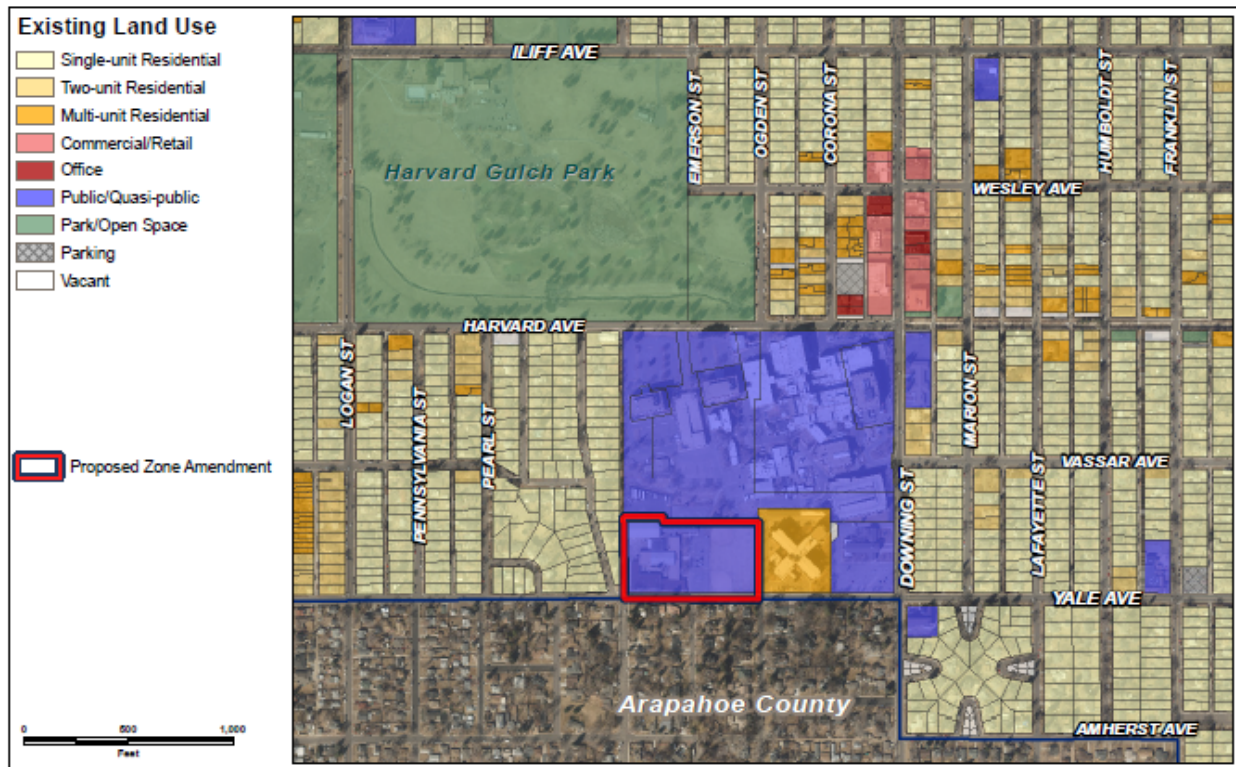 Existing Land Use
Single-unit Residential
Two-unit Residential
Multi-unit Residential
Commercial/Retail
Office
Public/Quasi-public
Park/Open Space
Parking
Vacant
Proposed Zone Amendment
0 500 1,000
Feet
ILIFF AVE
EMERSON ST
OGDEN ST
CORONA ST
HUMBOLDT ST
FRANKLIN ST
Harvard Gulch Park
WESLEY AVE
HARVARD AVE
LOGAN ST
PENNSYLVANIA ST
PEARL ST
MARION ST
VASSAR AVE
DOWNING ST
LAFAYETTE ST
YALE AVE
Arapahoe County
AMHERST AVE